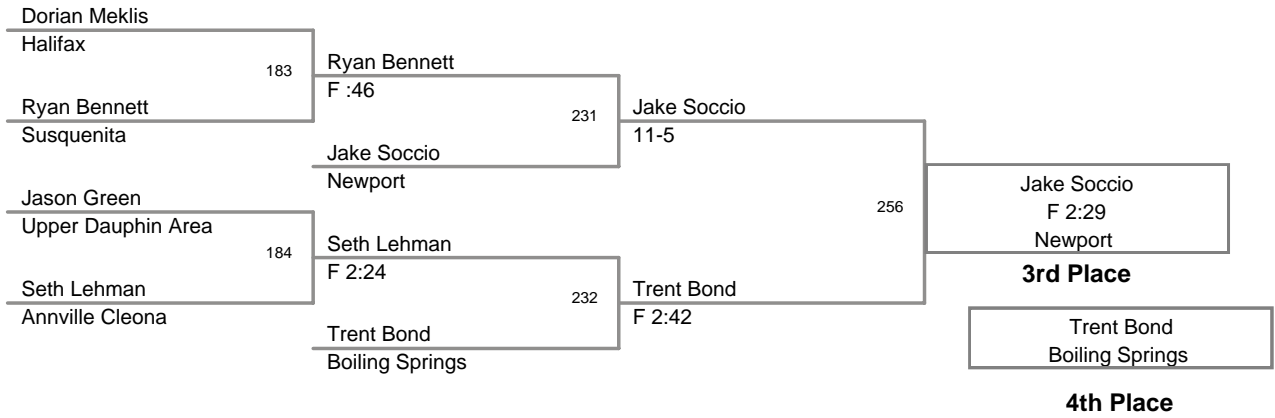 Dorian Meklis
Halifax
183
Ryan Bennett
Susquenita
Ryan Bennett
F :46
231
Jake Soccio
Newport
Jake Soccio
11-5
Jason Green
Upper Dauphin Area
184
Seth Lehman
Annville Cleona
Seth Lehman
F 2:24
232
Trent Bond
Boiling Springs
Trent Bond
F 2:42
256
Jake Soccio
F 2:29
Newport
3rd Place
Trent Bond
Boiling Springs
4th Place